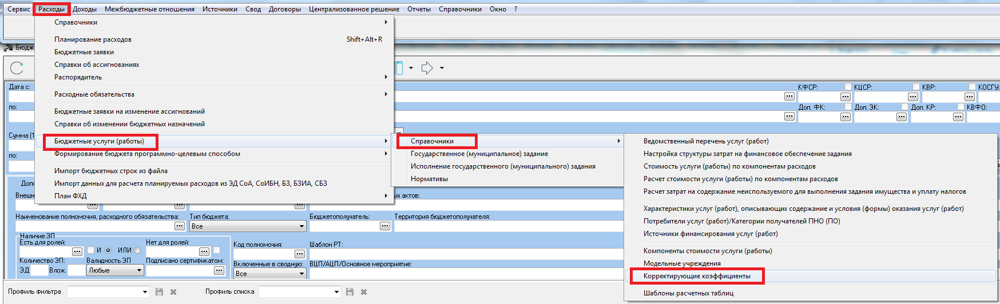 Сервис Расходы Доходы Межбюджетные отношения Источники Свод Договоры Централизованное решение Отчеты Справочники Окно ?
Справочники
Планирование расходов Shift+Alt+R
Бюджетные заявки
Справки об ассигнованиях
Распорядитель
Расходные обязательства
Бюджетные заявки на изменение ассигнований
Справки об изменении бюджетных назначений
Бюджетные услуги (работы)
Формирование бюджета программно-целевым способом
Импорт бюджетных строк из файла
Импорт данных для расчета планируемых расходов из ЭД СоА, СоИБН, БЗ, БЗИА, СБЗ
План ФХД
Справочники
Государственное (муниципальное) задание
Исполнение государственного (муниципального) задания
Нормативы
Ведомственный перечень услуг (работ)
Настройка структуры затрат на финансовое обеспечение задания
Стоимость услуги (работы) по компонентам расходов
Расчет стоимости услуги (работы) по компонентам расходов
Расчет затрат на содержание неиспользуемого для выполнения задания имущества и уплату налогов
Характеристики услуг (работ), описывающих содержание и условия (формы) оказания услуг (работ)
Потребители услуг (работ)/Категории получателей ПНО (ПО)
Источники финансирования услуг (работ)
Компоненты стоимости услуги (работы)
Модельные учреждения
Корректирующие коэффициенты
Шаблоны расчетных таблиц
Бюдж
Дата с: КФСР: КЦСР: КВР: КОСГУ:
по: Доп. ФК: Доп. ЭК: Доп. КР: КВФО:
Сумма (1
по:
Допо
Внешн х актов:
Наименование полномочия, расходного обязательства: Тип бюджета: Бюджетополучатель: Территория бюджетополучателя:
Все
Наличие ЭП
Есть для ролей: Нет для ролей: Код полномочия: Шаблон РТ:
И ИЛИ
Количество ЭП: Валидность ЭП Подписано сертификатом: Включенные в сводную: ВЦП/АЦП/Основное мероприятие:
ЭД Влож. Любые Все
Профиль фильтра Профиль списка